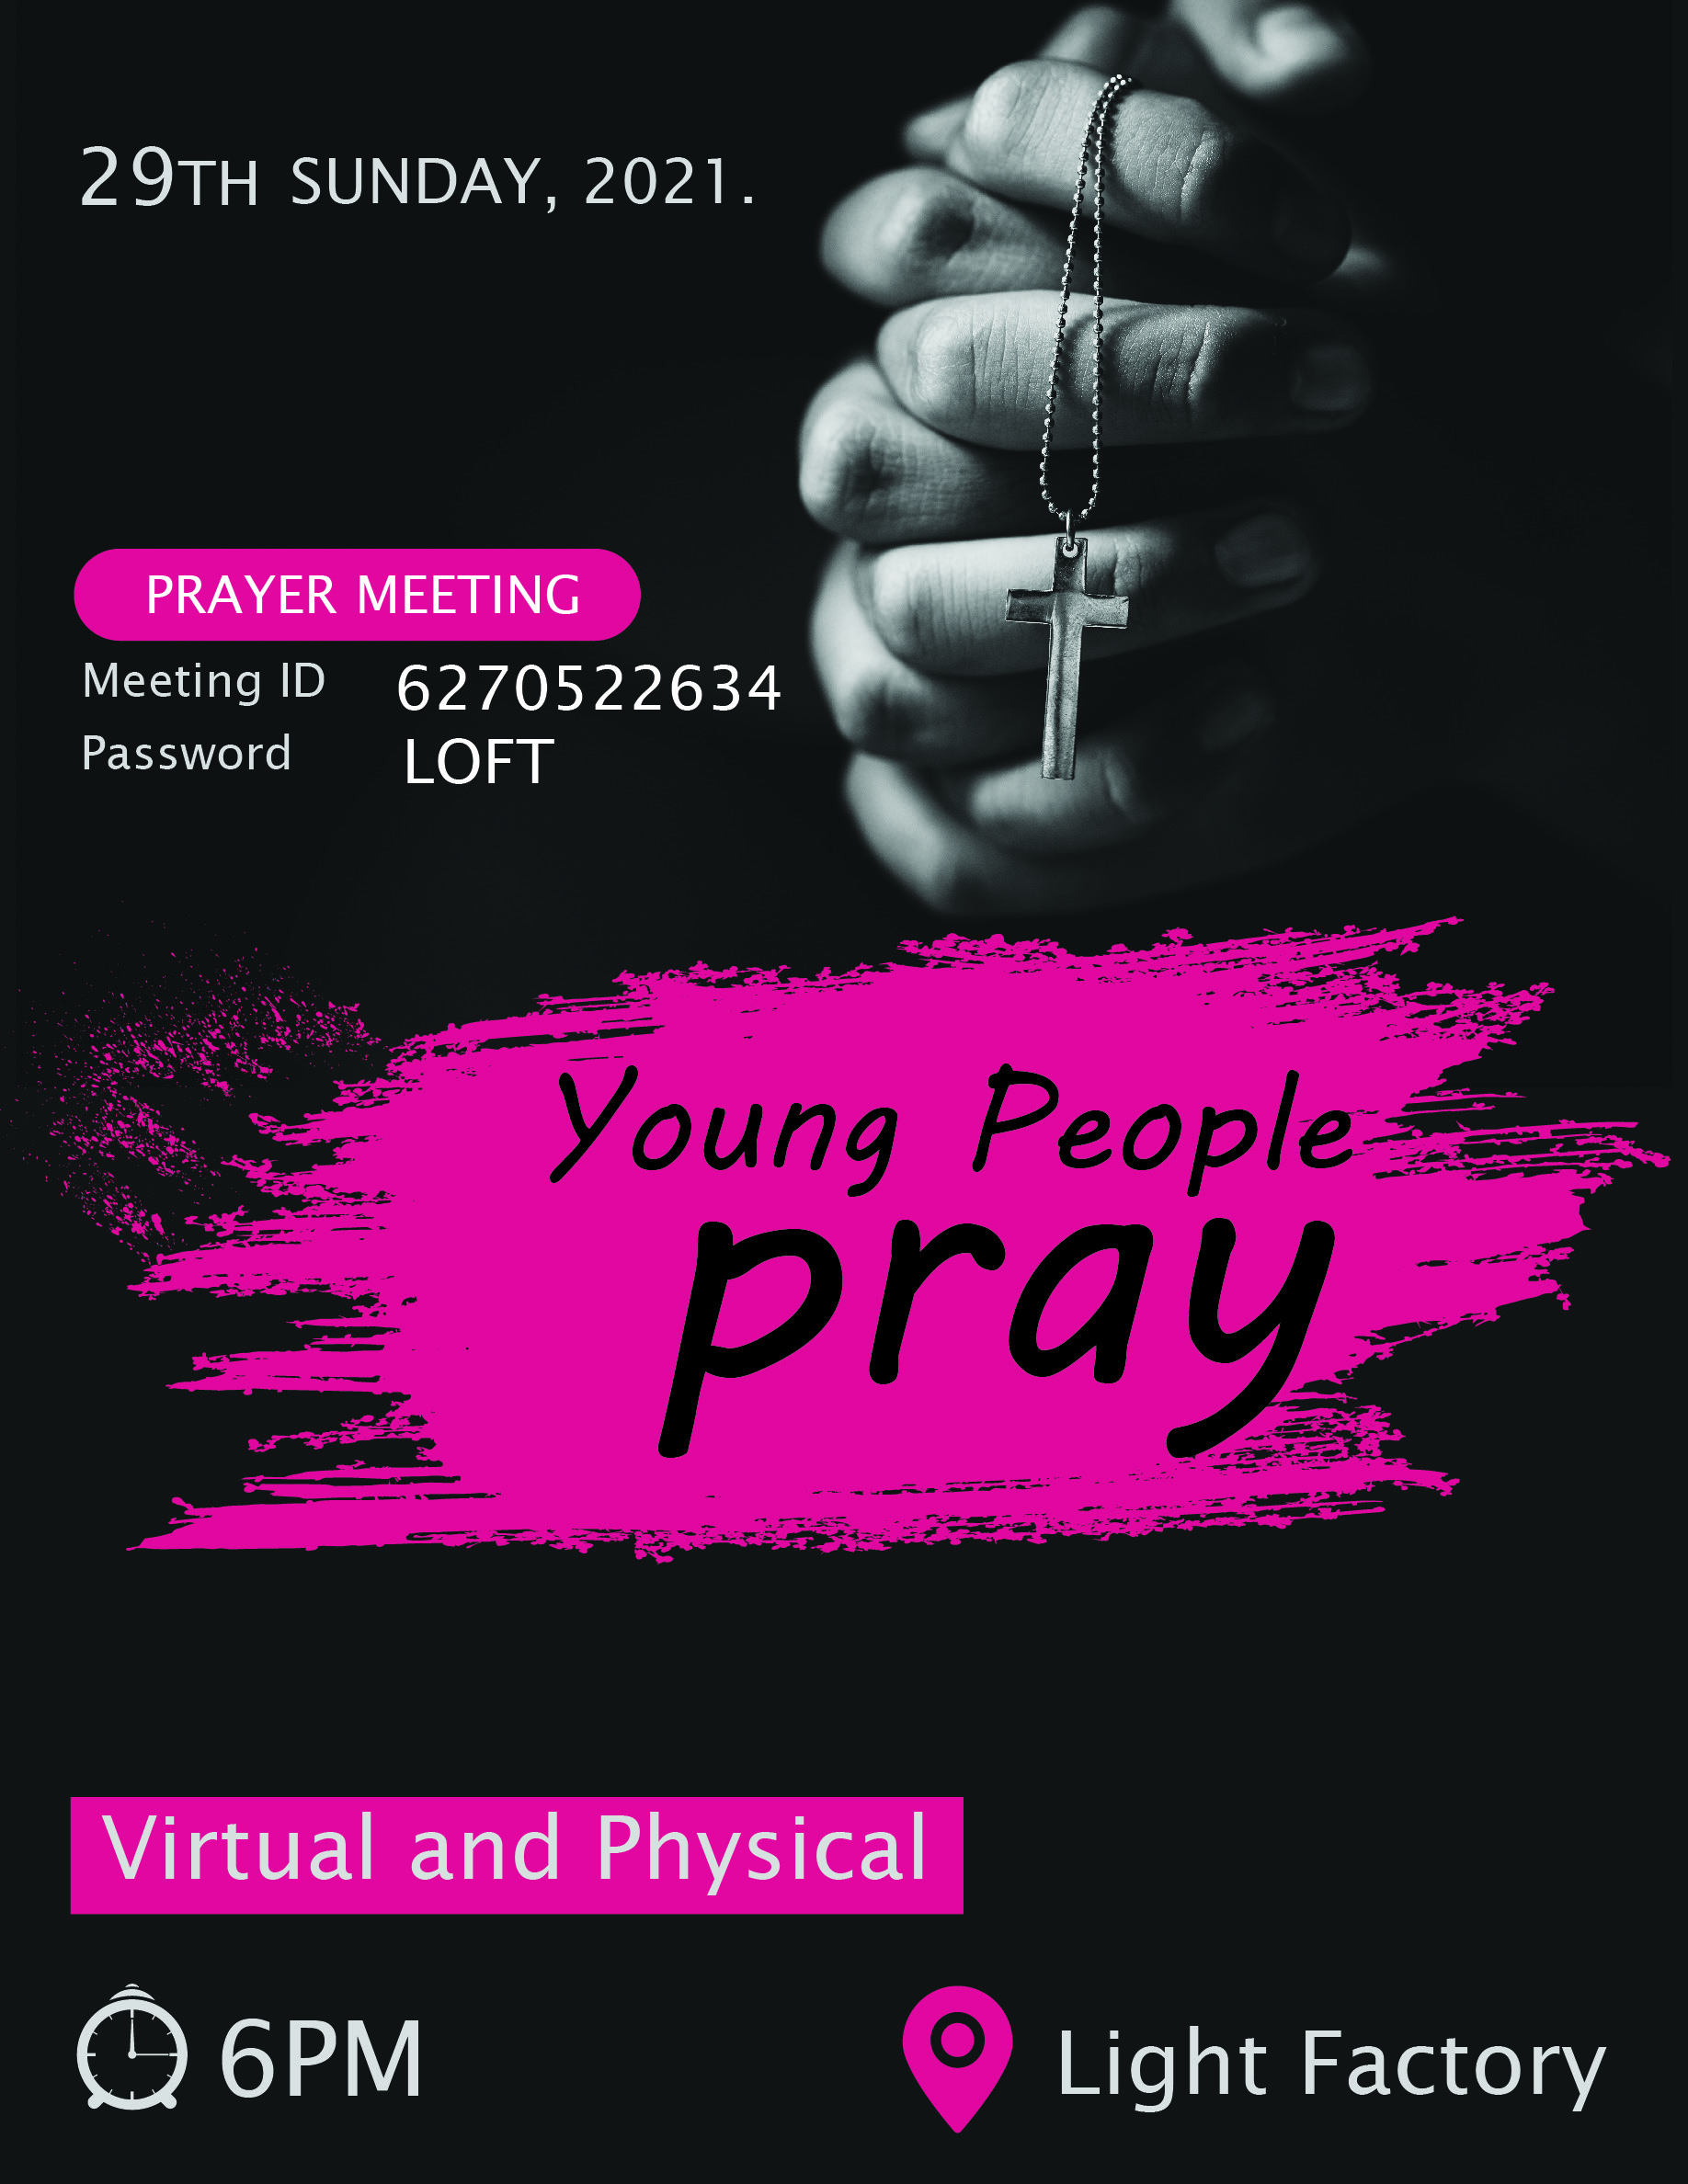 29TH SUNDAY, 2021.
PRAYER MEETING
Meeting ID 6270522634
Password LOFT
Young People
pray
Virtual and Physical
6PM
Light Factory